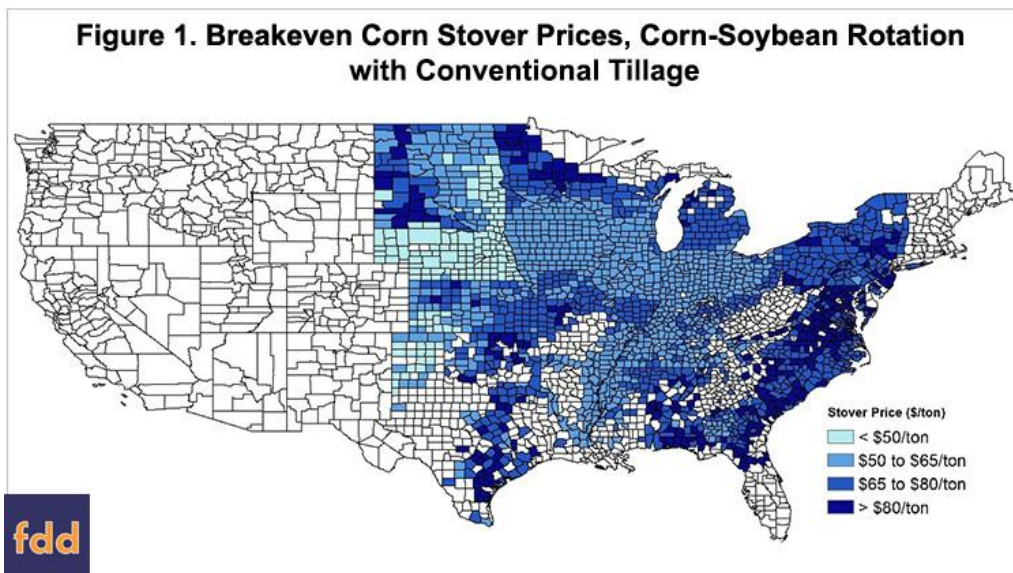 Figure 1. Breakeven Corn Stover Prices, Corn-Soybean Rotation
with Conventional Tillage
Stover Price ($/ton)
< $50/ton
$50 to $65/ton
$65 to $80/ton
> $80/ton
fdd